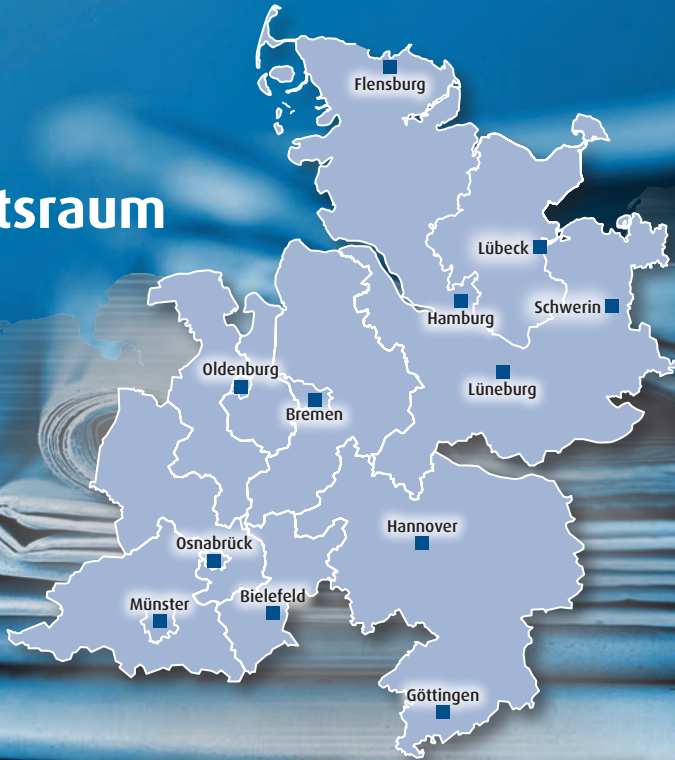 Flensburg
tsraum
Lübeck
Schwerin
Hamburg
Oldenburg
Lüneburg
Bremen
Hannover
Osnabrück
Bielefeld
Münster
Göttingen